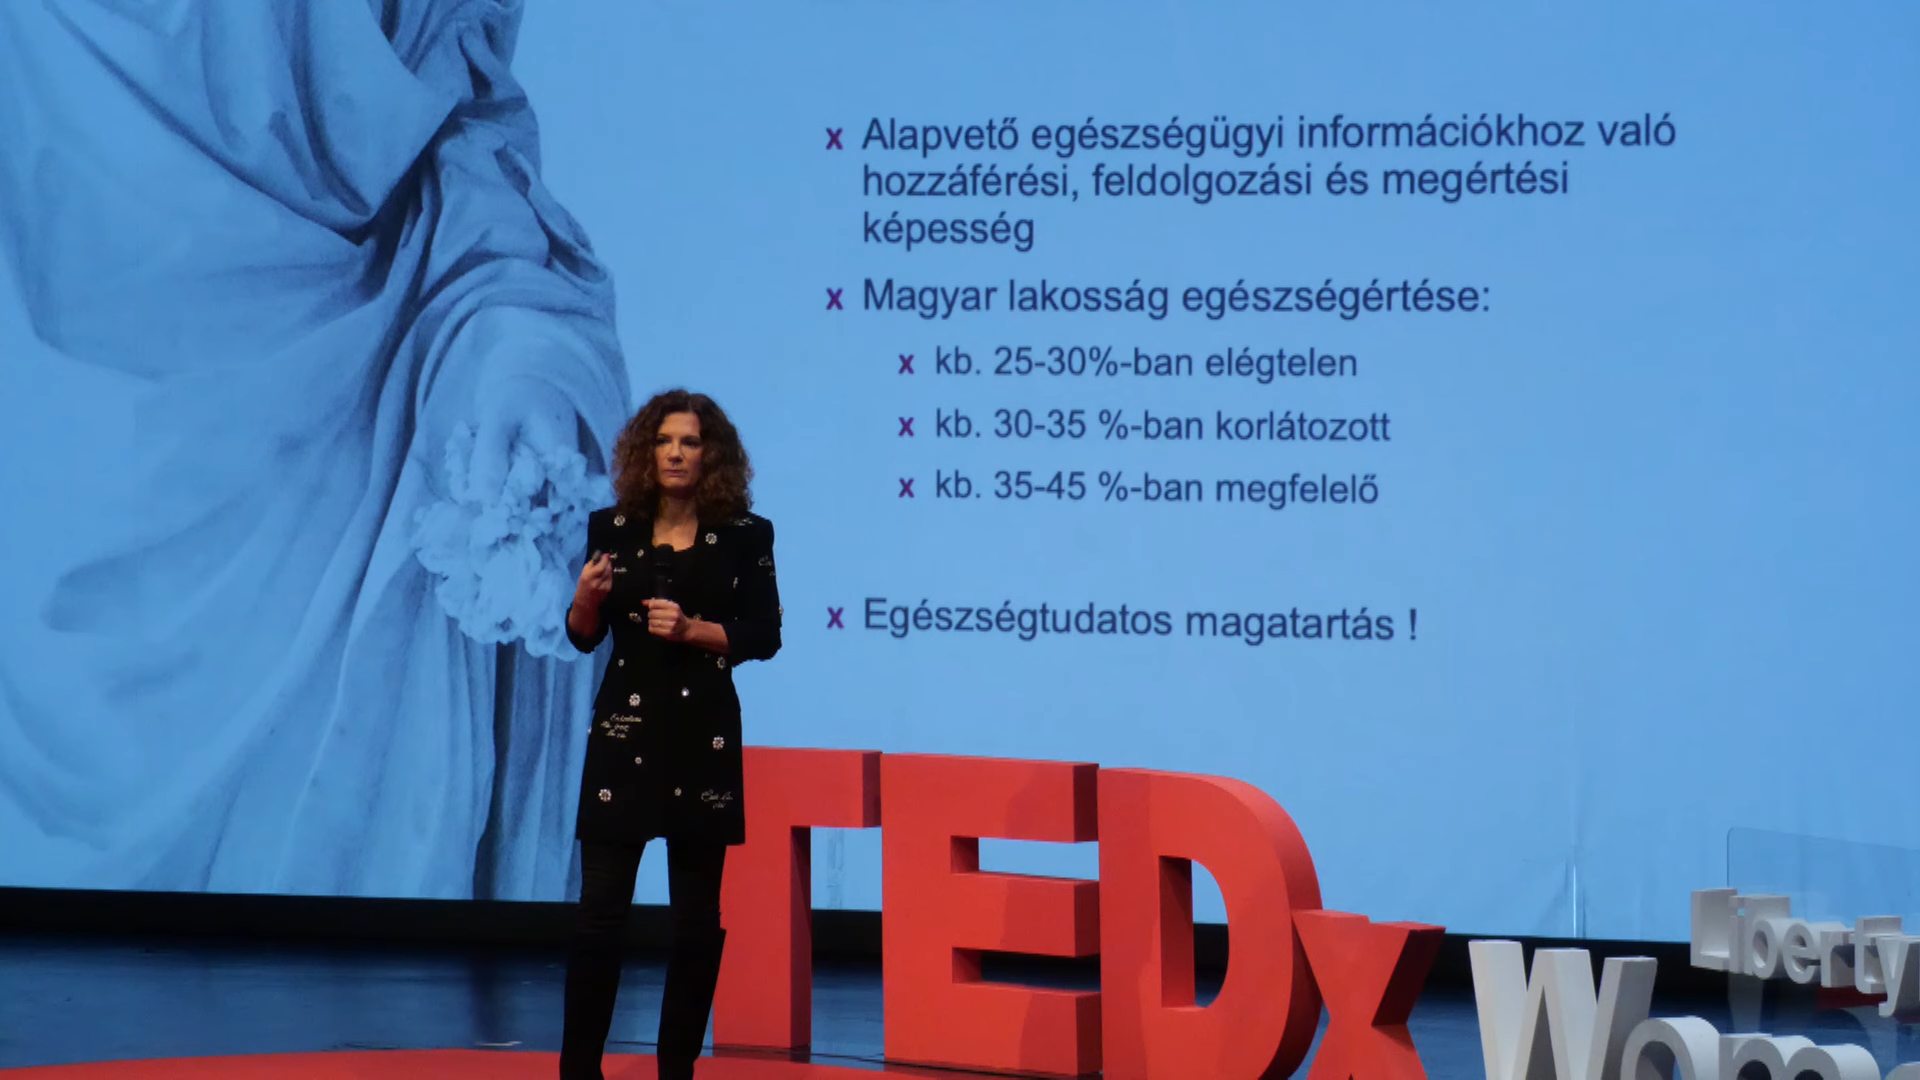 x Alapvető egészségügyi információkhoz való
hozzáférési, feldolgozási és megértési
képesség
x Magyar lakosság egészségértése:
x kb. 25-30%-ban elégtelen
x kb. 30-35 %-ban korlátozott
x kb. 35-45 %-ban megfelelő
x Egészségtudatos magatartás !
TEDx
Liberty